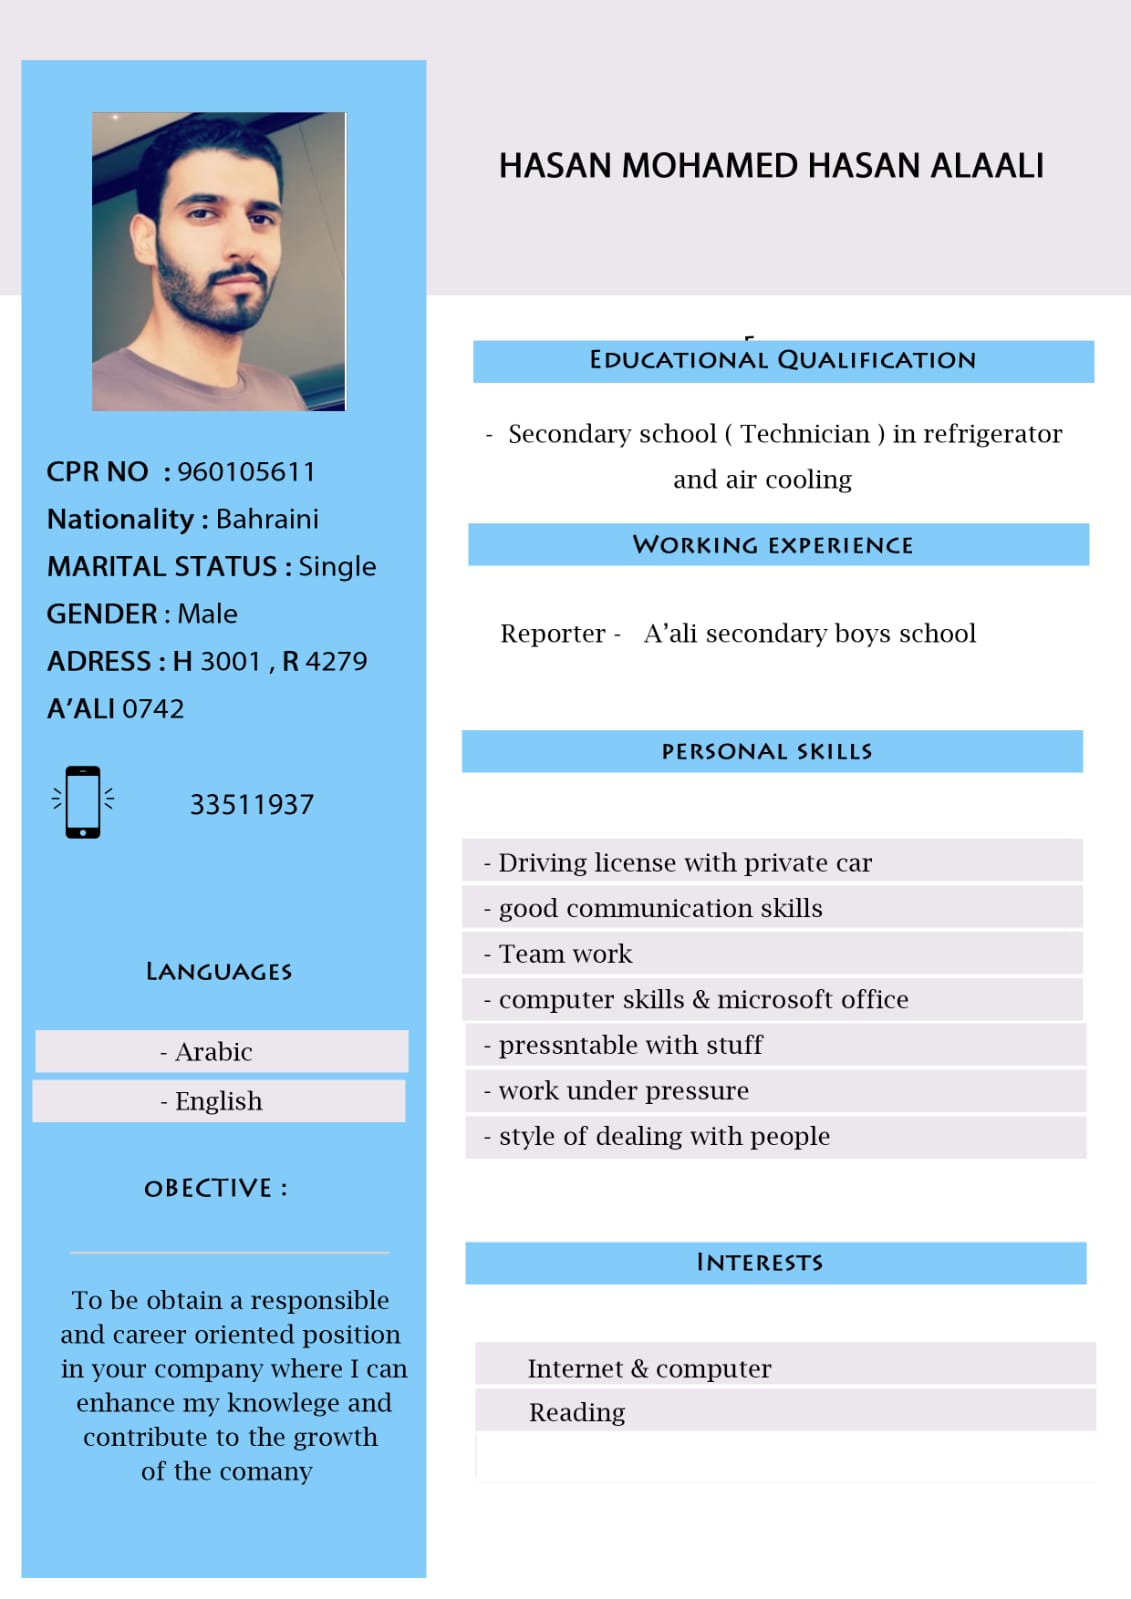 HASAN MOHAMED HASAN ALAALI
CPR NO : 960105611
Nationality : Bahraini
MARITAL STATUS : Single
GENDER : Male
ADRESS : H 3001 , R 4279
A’ALI 0742
33511937
Languages
- Arabic
- English
oBECTIVE :
To be obtain a responsible
and career oriented position
in your company where I can
enhance my knowlege and
contribute to the growth
of the comany
Educational Qualification
- Secondary school ( Technician ) in refrigerator
and air cooling
Working experience
Reporter - A’ali secondary boys school
personal skills
- Driving license with private car
- good communication skills
- Team work
- computer skills & microsoft office
- pressntable with stuff
- work under pressure
- style of dealing with people
Interests
Internet & computer
Reading